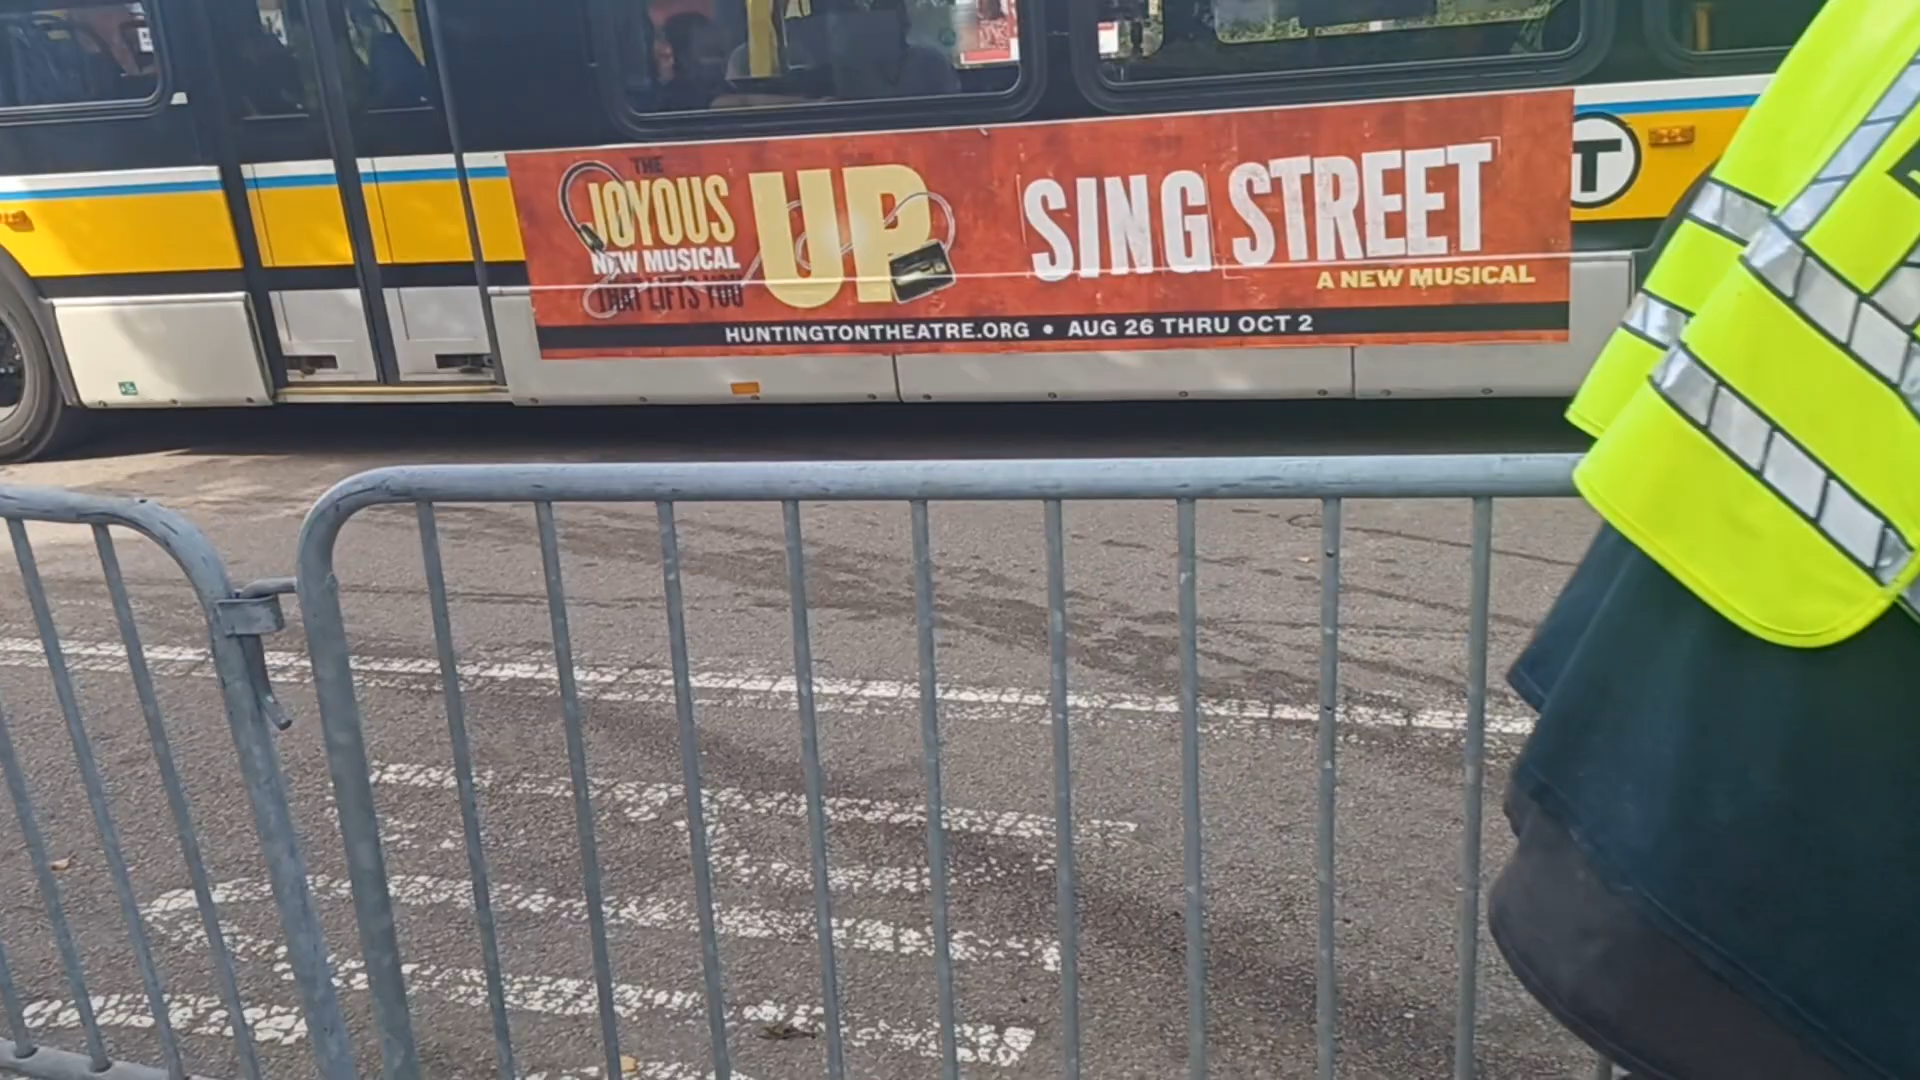 THE
JOYOUS
NEW MUSICAL
THAT LIFTS YOU
UP
SING STREET
A NEW MUSICAL
HUNTINGTONTHEATRE.ORG • AUG 26 THRU OCT 2
T